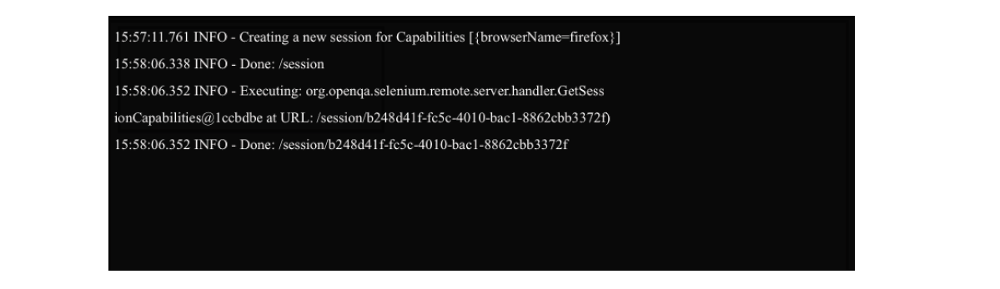 15:57:11.761 INFO - Creating a new session for Capabilities [{browserName=firefox}]
15:58:06.338 INFO - Done: /session
15:58:06.352 INFO - Executing: org.openqa.selenium.remote.server.handler.GetSess
ionCapabilities@1ccbdbe at URL: /session/b248d41f-fc5c-4010-bac1-8862cbb3372f)
15:58:06.352 INFO - Done: /session/b248d41f-fc5c-4010-bac1-8862cbb3372f